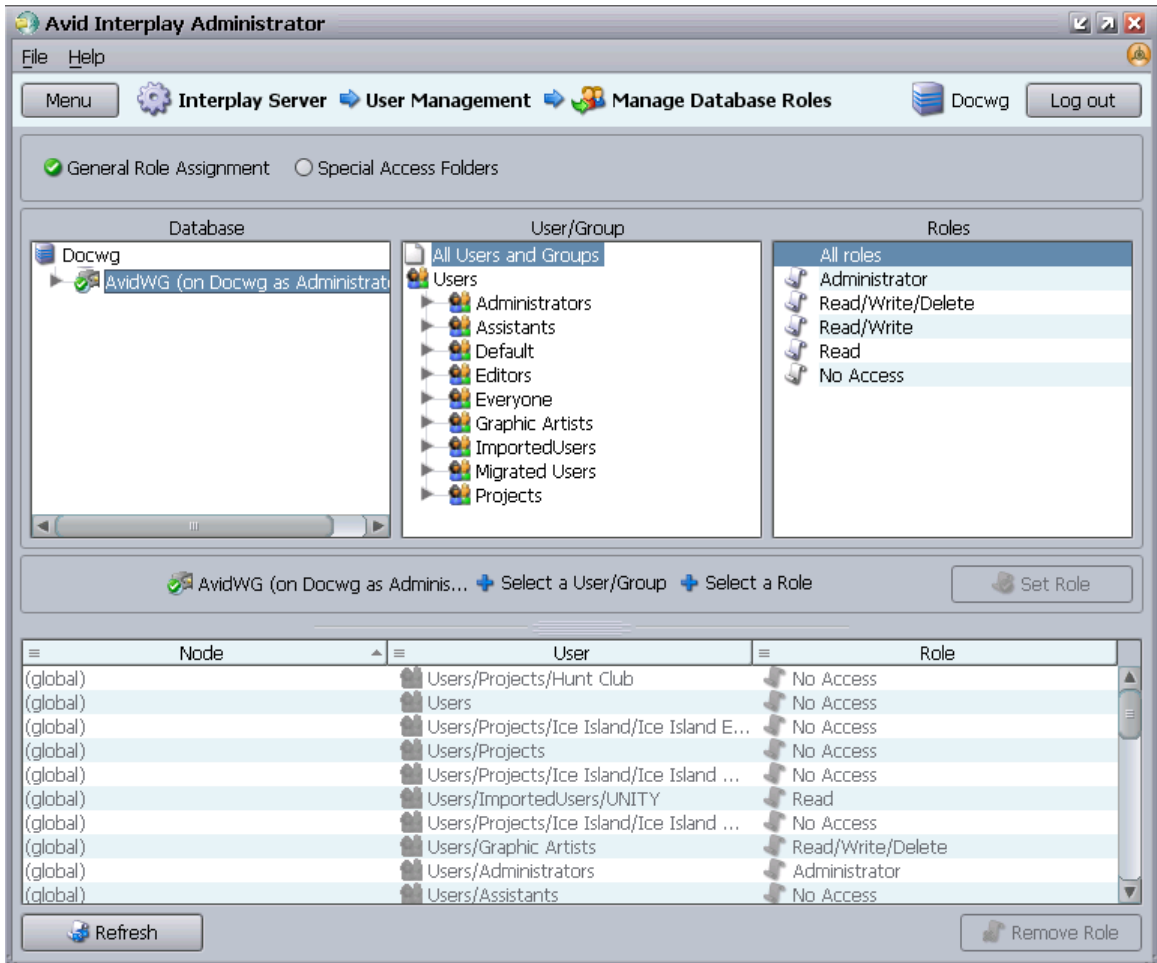 Avid Interplay Administrator
File Help
Menu Interplay Server User Management Manage Database Roles Docwg Log out
General Role Assignment Special Access Folders
Database
Docwg
AvidWG (on Docwg as Administrat
User/Group
All Users and Groups
Users
Administrators
Assistants
Default
Editors
Everyone
Graphic Artists
ImportedUsers
Migrated Users
Projects
Roles
All roles
Administrator
Read/Write/Delete
Read/Write
Read
No Access
AvidWG (on Docwg as Adminis... Select a User/Group Select a Role Set Role
Node User Role
(global) Users/Projects/Hunt Club No Access
(global) Users No Access
(global) Users/Projects/Ice Island/Ice Island E... No Access
(global) Users/Projects No Access
(global) Users/Projects/Ice Island/Ice Island ... No Access
(global) Users/ImportedUsers/UNITY Read
(global) Users/Projects/Ice Island/Ice Island ... No Access
(global) Users/Graphic Artists Read/Write/Delete
(global) Users/Administrators Administrator
(global) Users/Assistants No Access
Refresh Remove Role